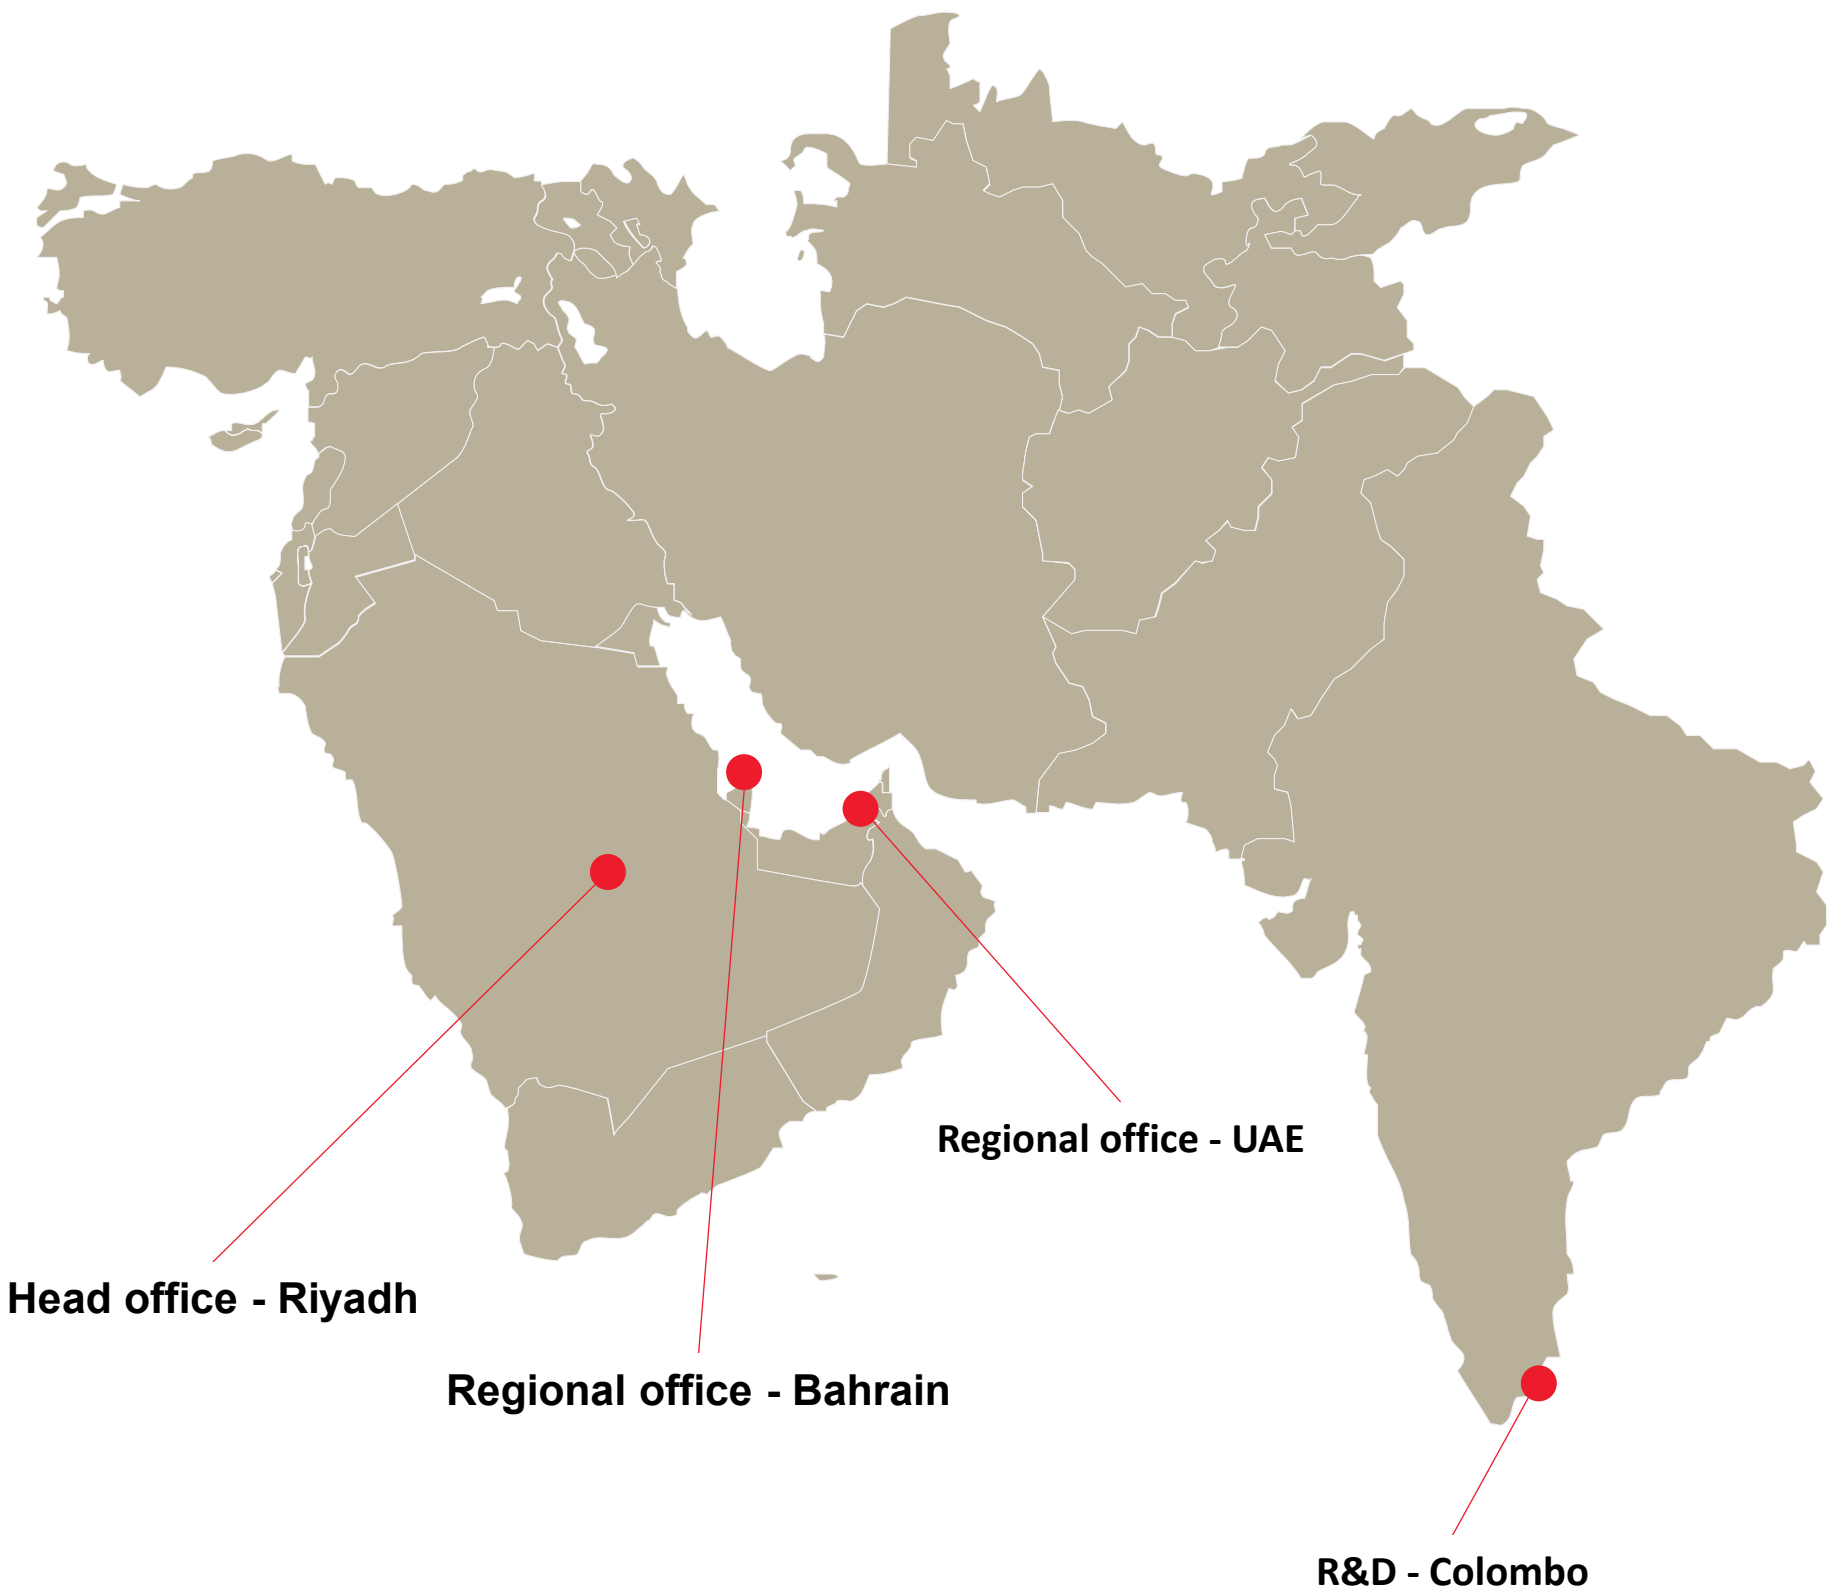 Regional office - UAE
Head office - Riyadh
Regional office - Bahrain
R&D - Colombo